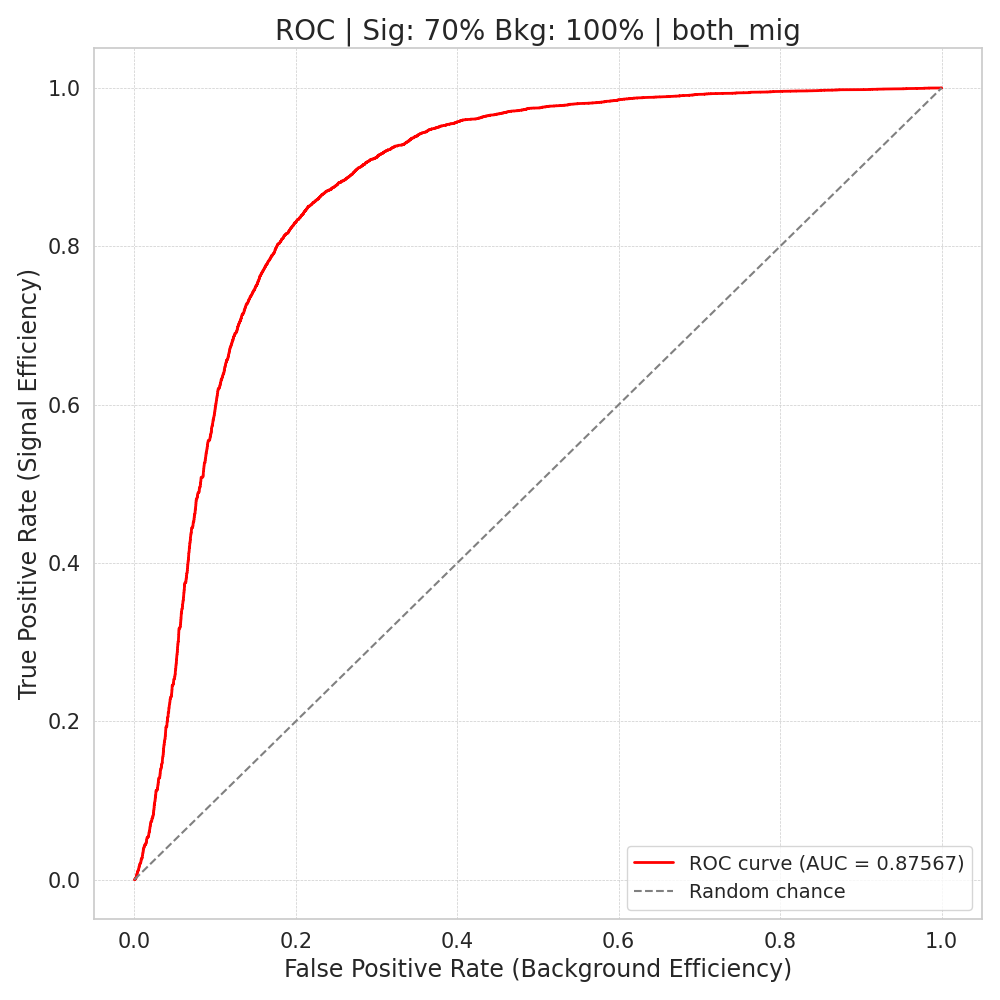 ROC | Sig: 70% Bkg: 100% | both_mig
True Positive Rate (Signal Efficiency)
1.0
0.8
0.6
0.4
0.2
0.0
ROC curve (AUC = 0.87567)
Random chance
0.0 0.2 0.4 0.6 0.8 1.0
False Positive Rate (Background Efficiency)